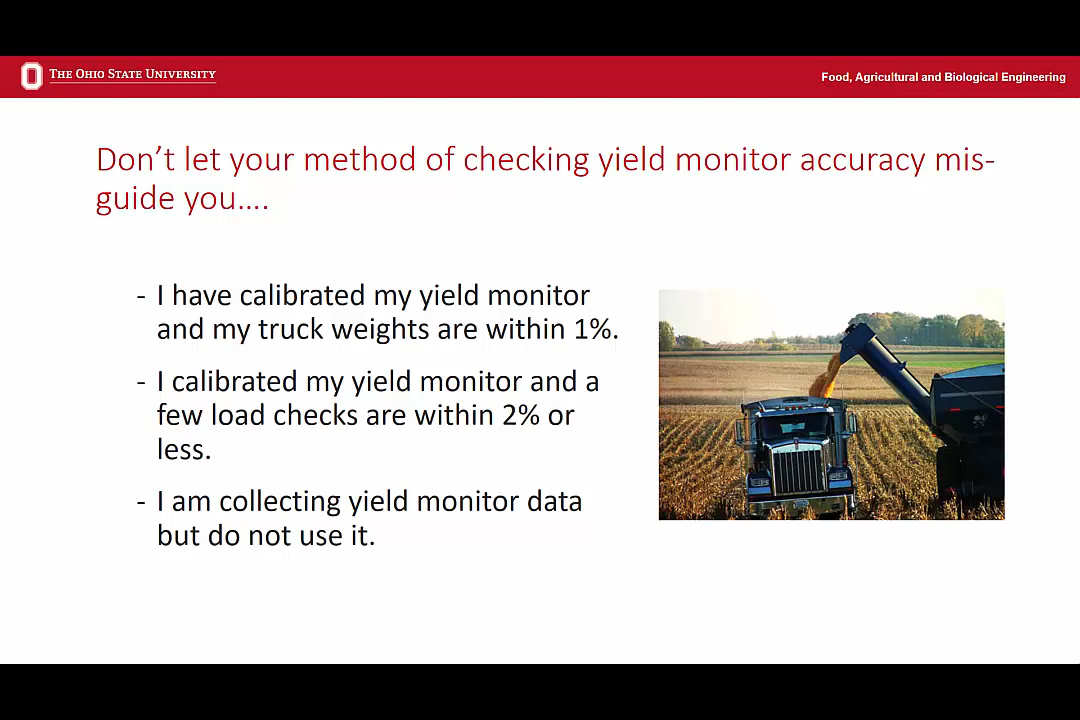 The Ohio State University
Food, Agricultural and Biological Engineering
Don't let your method of checking yield monitor accuracy mis-
guide you….
- I have calibrated my yield monitor
and my truck weights are within 1%.
- I calibrated my yield monitor and a
few load checks are within 2% or
less.
- I am collecting yield monitor data
but do not use it.